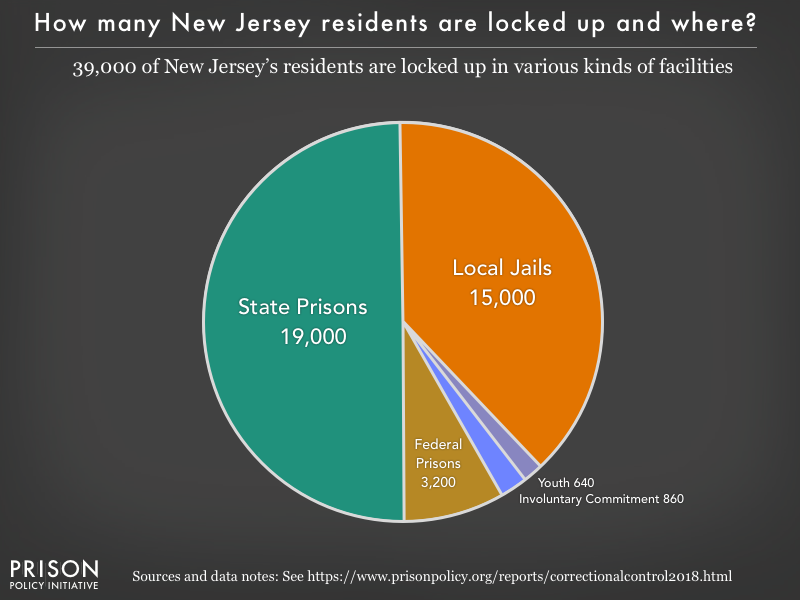 How many New Jersey residents are locked up and where?
39,000 of New Jersey’s residents are locked up in various kinds of facilities
Local Jails
15,000
State Prisons
19,000
Federal
Prisons
3,200
Youth 640
Involuntary Commitment 860
PRISON
POLICY INITIATIVE
Sources and data notes: See https://www.prisonpolicy.org/reports/correctionalcontrol2018.html